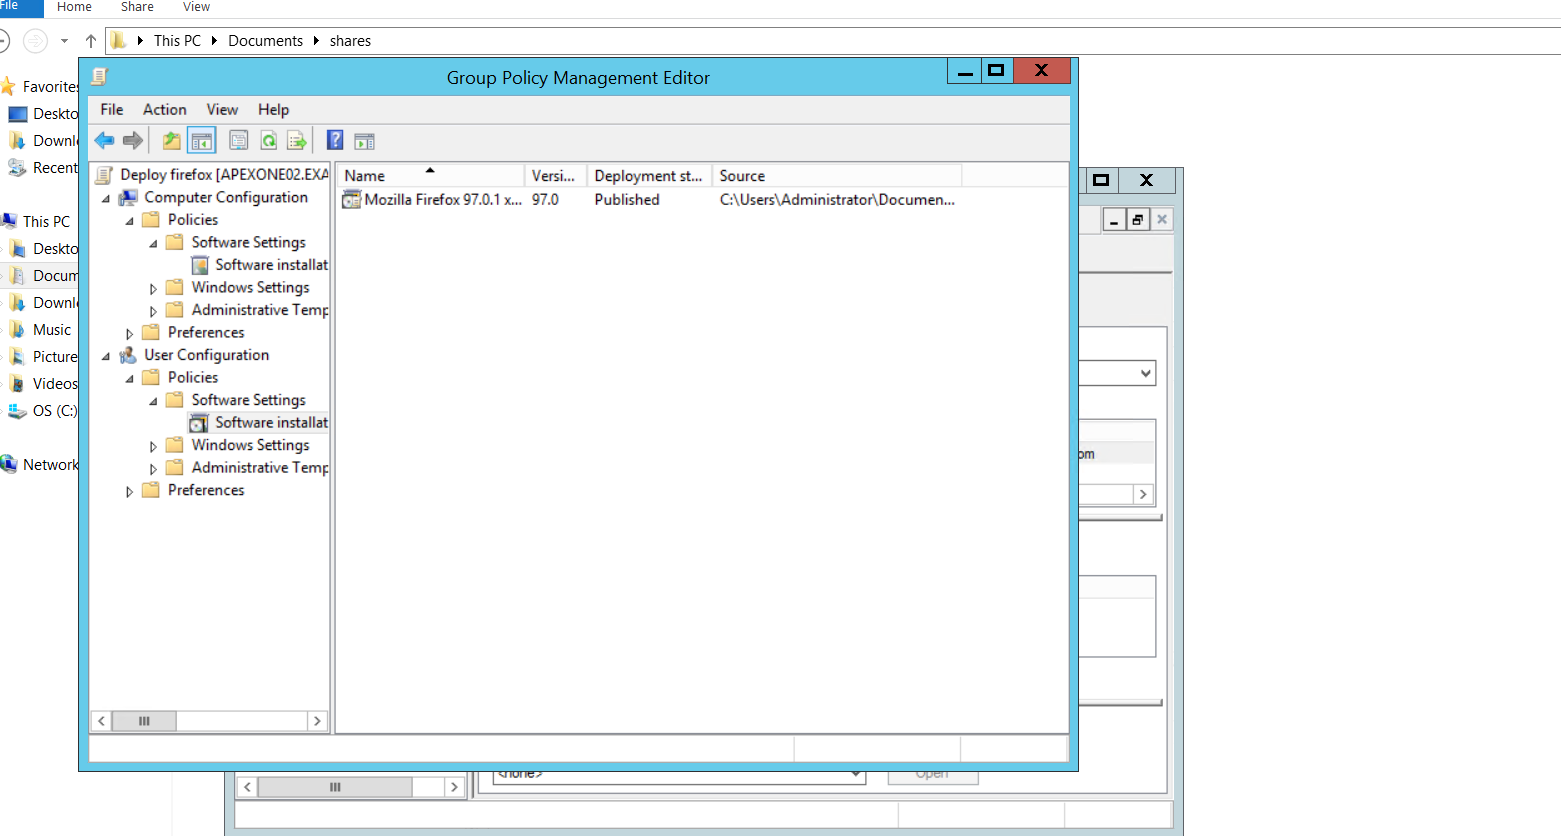 File Home Share View
This PC Documents shares
Group Policy Management Editor
File Action View Help
Favorites
Deskto
Downl
Recent
This PC
Deskto
Docum
Downl
Music
Picture
Videos
OS (C:)
Network
Deploy firefox [APEXONE02.EXA
Computer Configuration
Policies
Software Settings
Software installat
Windows Settings
Administrative Temp
Preferences
User Configuration
Policies
Software Settings
Software installat
Windows Settings
Administrative Temp
Preferences
Name Versi... Deployment st... Source
Mozilla Firefox 97.0.1 x... 97.0 Published C:\Users\Administrator\Documen...
om
<none> Open